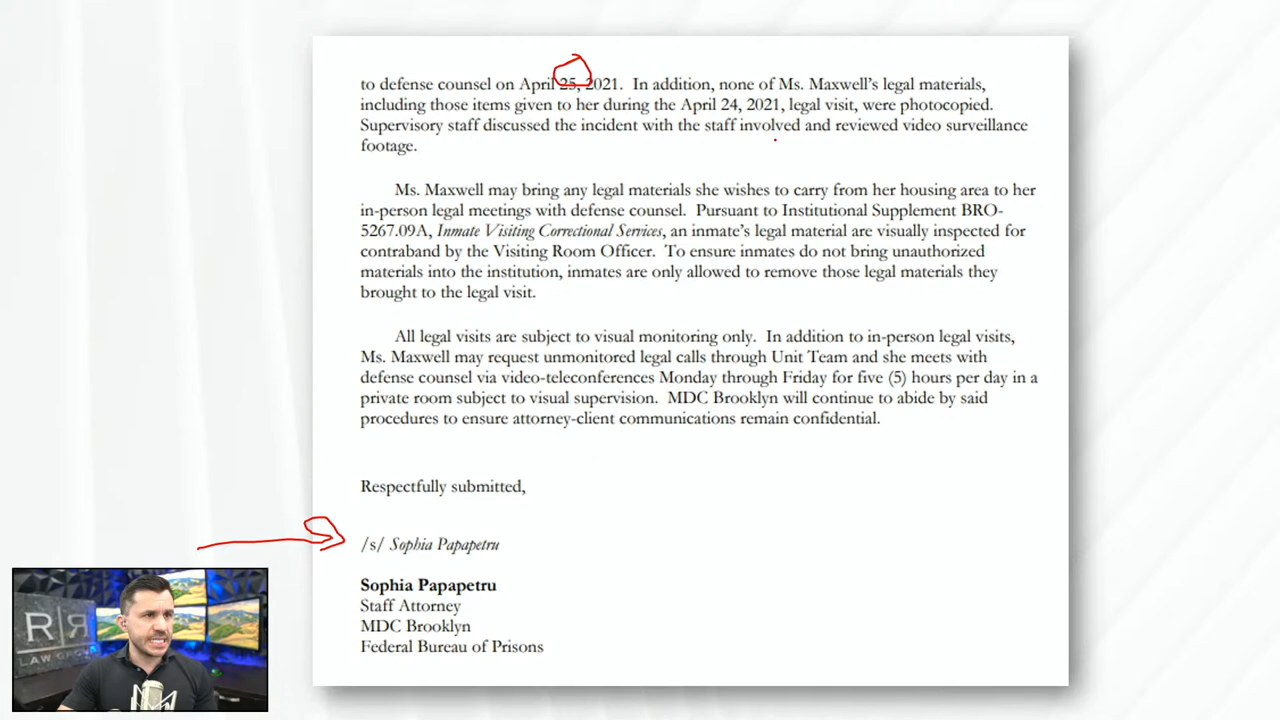 to defense counsel on April 25, 2021. In addition, none of Ms. Maxwell's legal materials,
including those items given to her during the April 24, 2021, legal visit, were photocopied.
Supervisory staff discussed the incident with the staff involved and reviewed video surveillance
footage.
Ms. Maxwell may bring any legal materials she wishes to carry from her housing area to her
in-person legal meetings with defense counsel. Pursuant to Institutional Supplement BRO-
5267.09A, Inmate Visiting Correctional Services, an inmate's legal material are visually inspected for
contraband by the Visiting Room Officer. To ensure inmates do not bring unauthorized
materials into the institution, inmates are only allowed to remove those legal materials they
brought to the legal visit.
All legal visits are subject to visual monitoring only. In addition to in-person legal visits,
Ms. Maxwell may request unmonitored legal calls through Unit Team and she meets with
defense counsel via video-teleconferences Monday through Friday for five (5) hours per day in a
private room subject to visual supervision. MDC Brooklyn will continue to abide by said
procedures to ensure attorney-client communications remain confidential.
Respectfully submitted,
/s/ Sophia Papapetru
Sophia Papapetru
Staff Attorney
MDC Brooklyn
Federal Bureau of Prisons
R|R
LAW GROUP